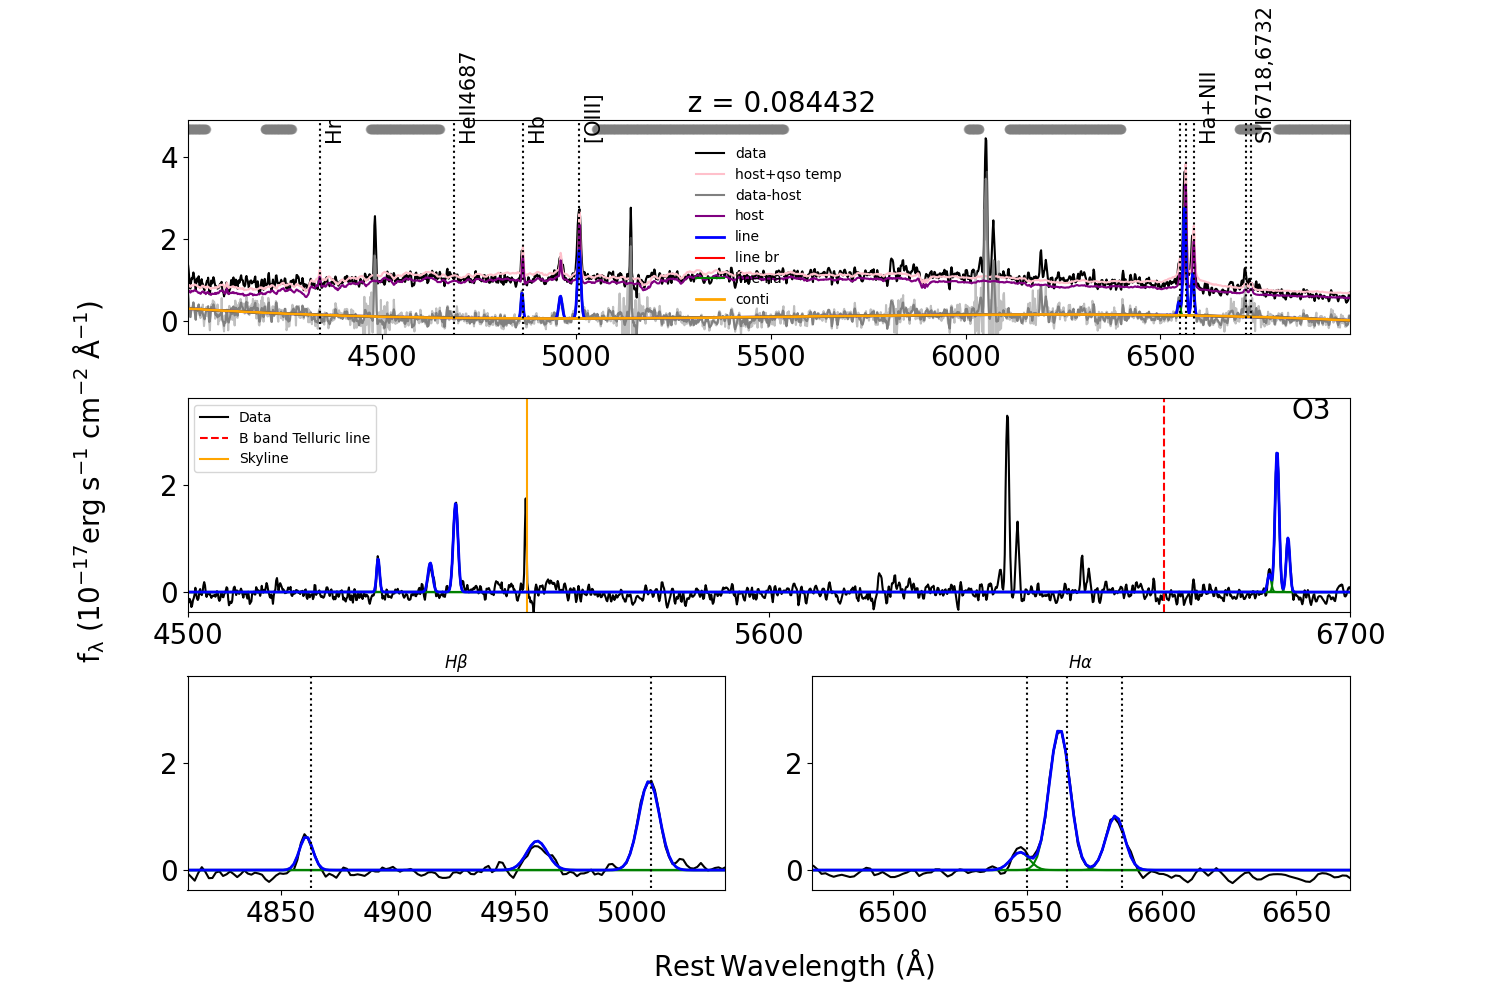 z = 0.084432
Hr
HeII4687
Hb
[OIII]
Ha+NII
SII6718,6732
data
host+qso temp
data-host
host
line
line br
conti
4
2
0
4500
5000
5500
6000
6500
fλ (10⁻¹⁷erg s⁻¹ cm⁻² Å⁻¹)
O3
Data
B band Telluric line
Skyline
2
0
4500
5600
6700
Hβ
2
0
4850
4900
4950
5000
Hα
2
0
6500
6550
6600
6650
Rest Wavelength (Å)